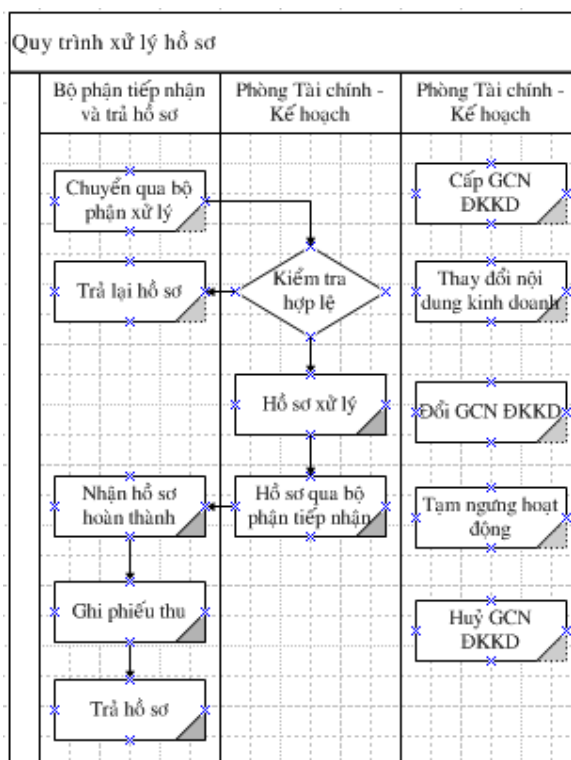 Quy trình xử lý hồ sơ
Bộ phận tiếp nhận
và trả hồ sơ
Phòng Tài chính -
Kế hoạch
Phòng Tài chính -
Kế hoạch
Chuyển qua bộ
phận xử lý
Trả lại hồ sơ
Kiểm tra
hợp lệ
Hồ sơ xử lý
Hồ sơ qua bộ
phận tiếp nhận
Nhận hồ sơ
hoàn thành
Ghi phiếu thu
Trả hồ sơ
Cấp GCN
ĐKKD
Thay đổi nội
dung kinh doanh
Đổi GCN ĐKKD
Tạm ngưng hoạt
động
Huỷ GCN
ĐKKD